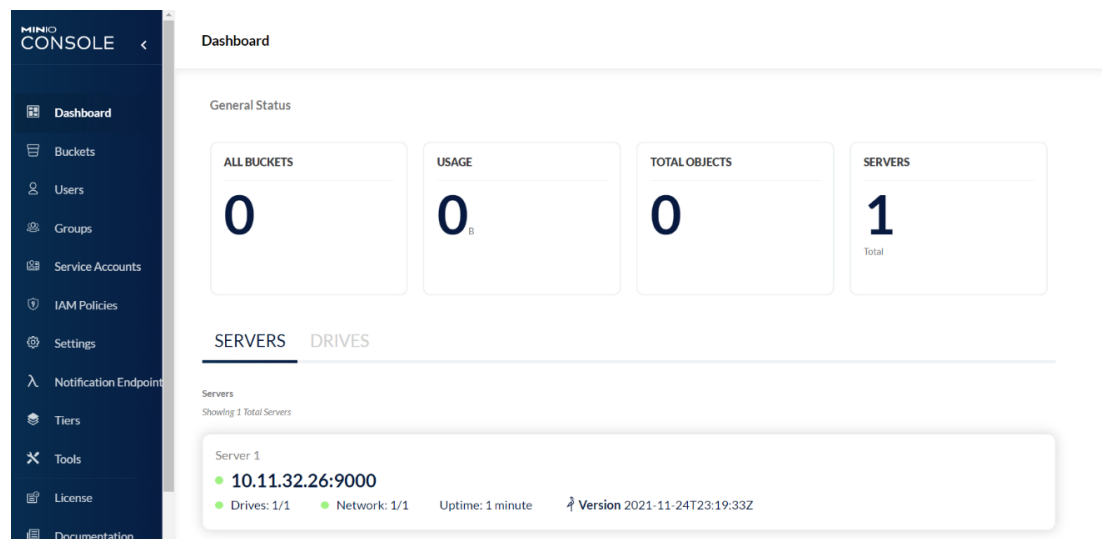 MINIO
CONSOLE
Dashboard
Buckets
Users
Groups
Service Accounts
IAM Policies
Settings
Notification Endpoint
Tiers
Tools
License
Documentation
Dashboard
General Status
ALL BUCKETS
0
USAGE
0 B
TOTAL OBJECTS
0
SERVERS
1
Total
SERVERS DRIVES
Servers
Showing 1 Total Servers
Server 1
10.11.32.26:9000
Drives: 1/1 Network: 1/1 Uptime: 1 minute Version 2021-11-24T23:19:33Z